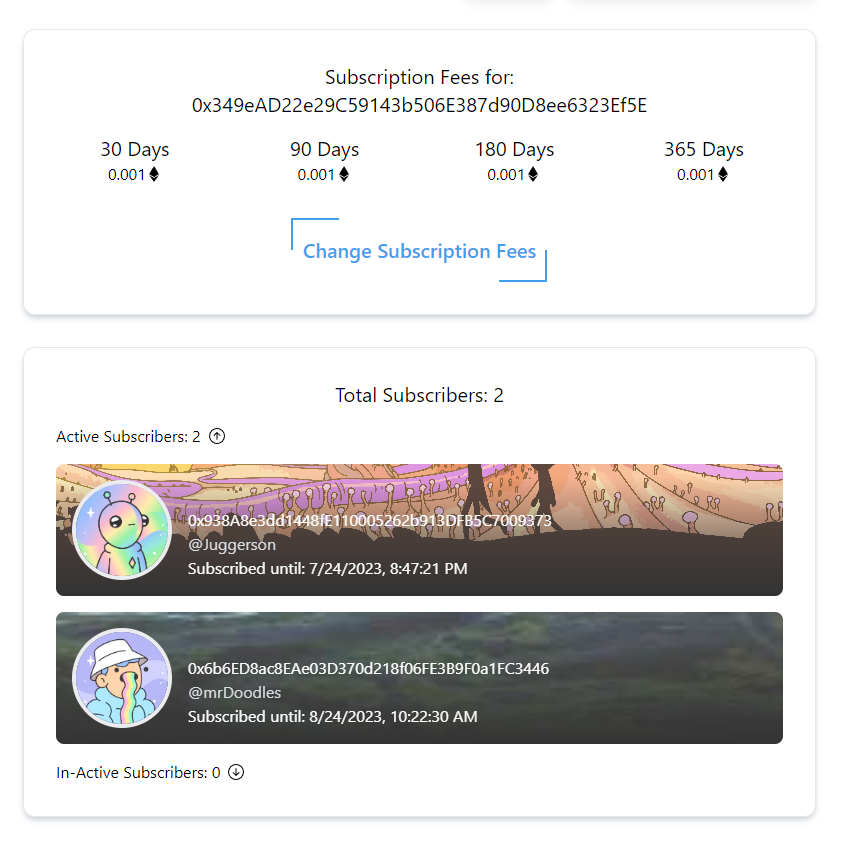 Subscription Fees for:
0x349eAD22e29C59143b506E387d90D8ee6323Ef5E
30 Days 90 Days 180 Days 365 Days
0.001 0.001 0.001 0.001
Change Subscription Fees
Total Subscribers: 2
Active Subscribers: 2
0x938A8e3dd1448fE110005262b913DFB5C7009373
@Juggerson
Subscribed until: 7/24/2023, 8:47:21 PM
0x6b6ED8ac8EAe03D370d218f06FE3B9F0a1FC3446
@mrDoodles
Subscribed until: 8/24/2023, 10:22:30 AM
In-Active Subscribers: 0